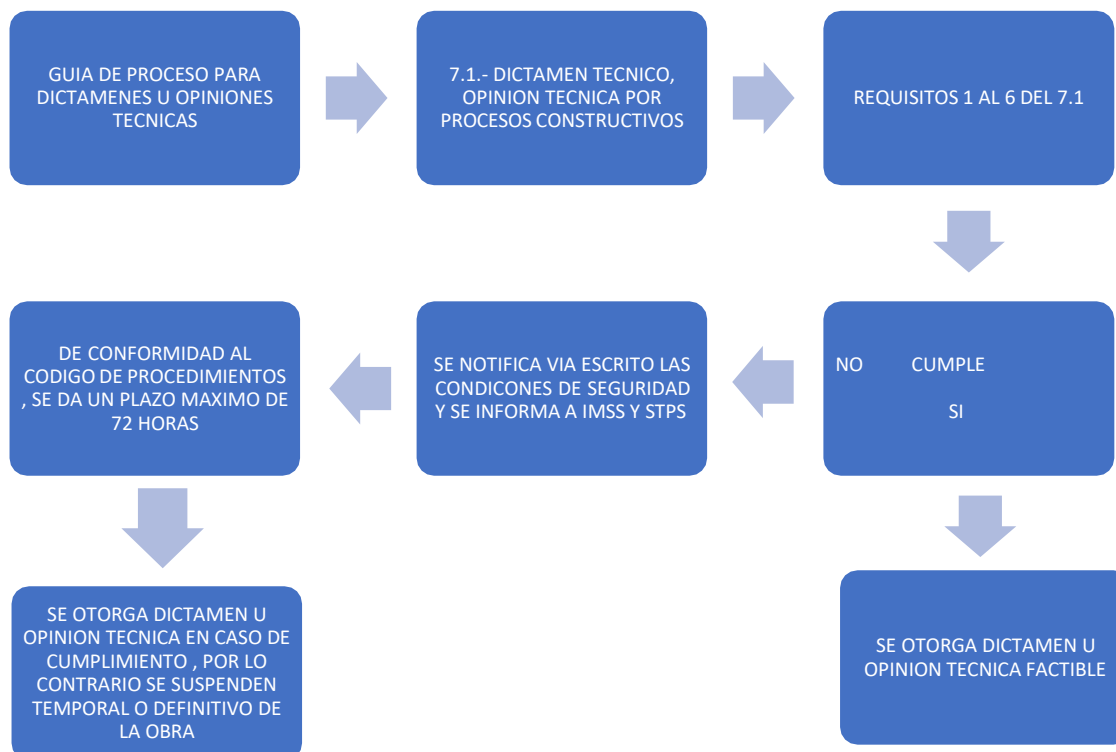 GUIA DE PROCESO PARA
DICTAMENES U OPINIONES
TECNICAS
7.1.- DICTAMEN TECNICO,
OPINION TECNICA POR
PROCESOS CONSTRUCTIVOS
REQUISITOS 1 AL 6 DEL 7.1
NO CUMPLE
SI
SE NOTIFICA VIA ESCRITO LAS
CONDICONES DE SEGURIDAD
Y SE INFORMA A IMSS Y STPS
DE CONFORMIDAD AL
CODIGO DE PROCEDIMIENTOS
, SE DA UN PLAZO MAXIMO DE
72 HORAS
SE OTORGA DICTAMEN U
OPINION TECNICA EN CASO DE
CUMPLIMIENTO , POR LO
CONTRARIO SE SUSPENDEN
TEMPORAL O DEFINITIVO DE
LA OBRA
SE OTORGA DICTAMEN U
OPINION TECNICA FACTIBLE